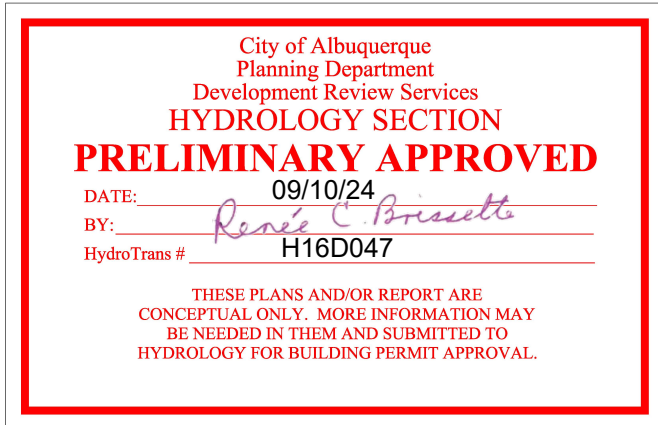 City of Albuquerque
Planning Department
Development Review Services
HYDROLOGY SECTION
PRELIMINARY APPROVED
DATE: 09/10/24
BY: Renée C. Brissette
HydroTrans # H16D047
THESE PLANS AND/OR REPORT ARE
CONCEPTUAL ONLY. MORE INFORMATION MAY
BE NEEDED IN THEM AND SUBMITTED TO
HYDROLOGY FOR BUILDING PERMIT APPROVAL.